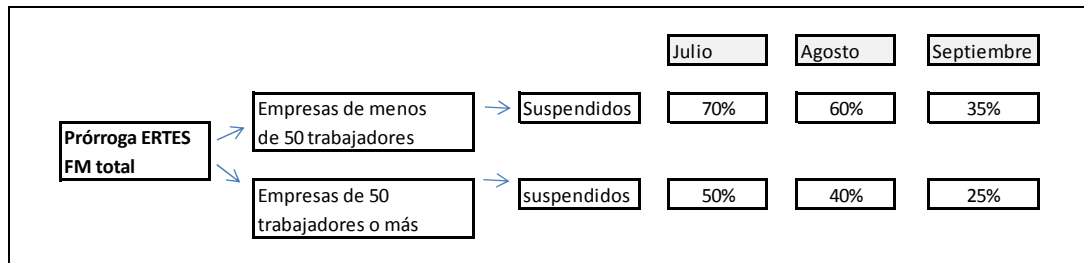 Julio Agosto Septiembre
Empresas de menos
de 50 trabajadores
Suspendidos 70% 60% 35%
Prórroga ERTES
FM total
Empresas de 50
trabajadores o más
suspendidos 50% 40% 25%